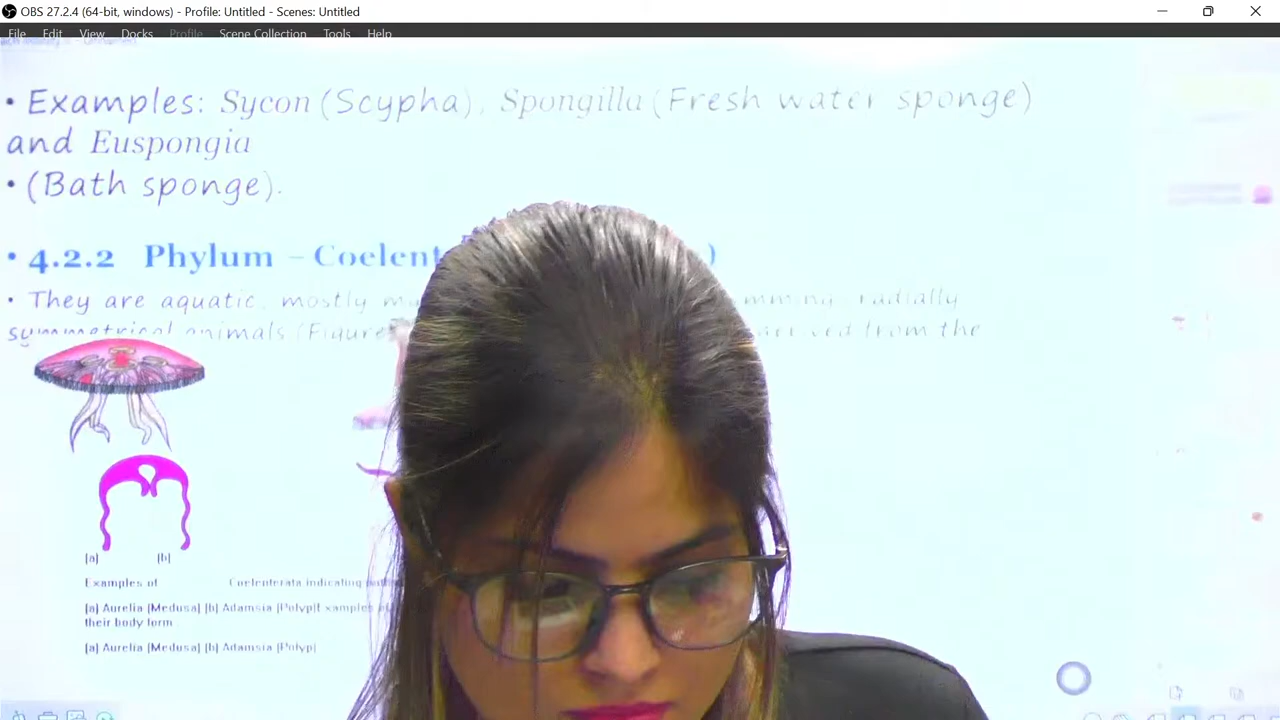 OBS 27.2.4 (64-bit, windows) - Profile: Untitled - Scenes: Untitled
File Edit View Docks Profile Scene Collection Tools Help
• Examples: Sycon (Scypha), Spongilla (Fresh water sponge)
and Euspongia
• (Bath sponge).
• 4.2.2 Phylum – Coelent )
• They are aquatic, mostly radially
symmetrical animals (Figure from the
(a) (b)
Examples of Coelenterata indicating
(a) Aurelia (Medusa) (b) Adamsia (Polyp)Examples
their body form
(a) Aurelia (Medusa) (b) Adamsia (Polyp)